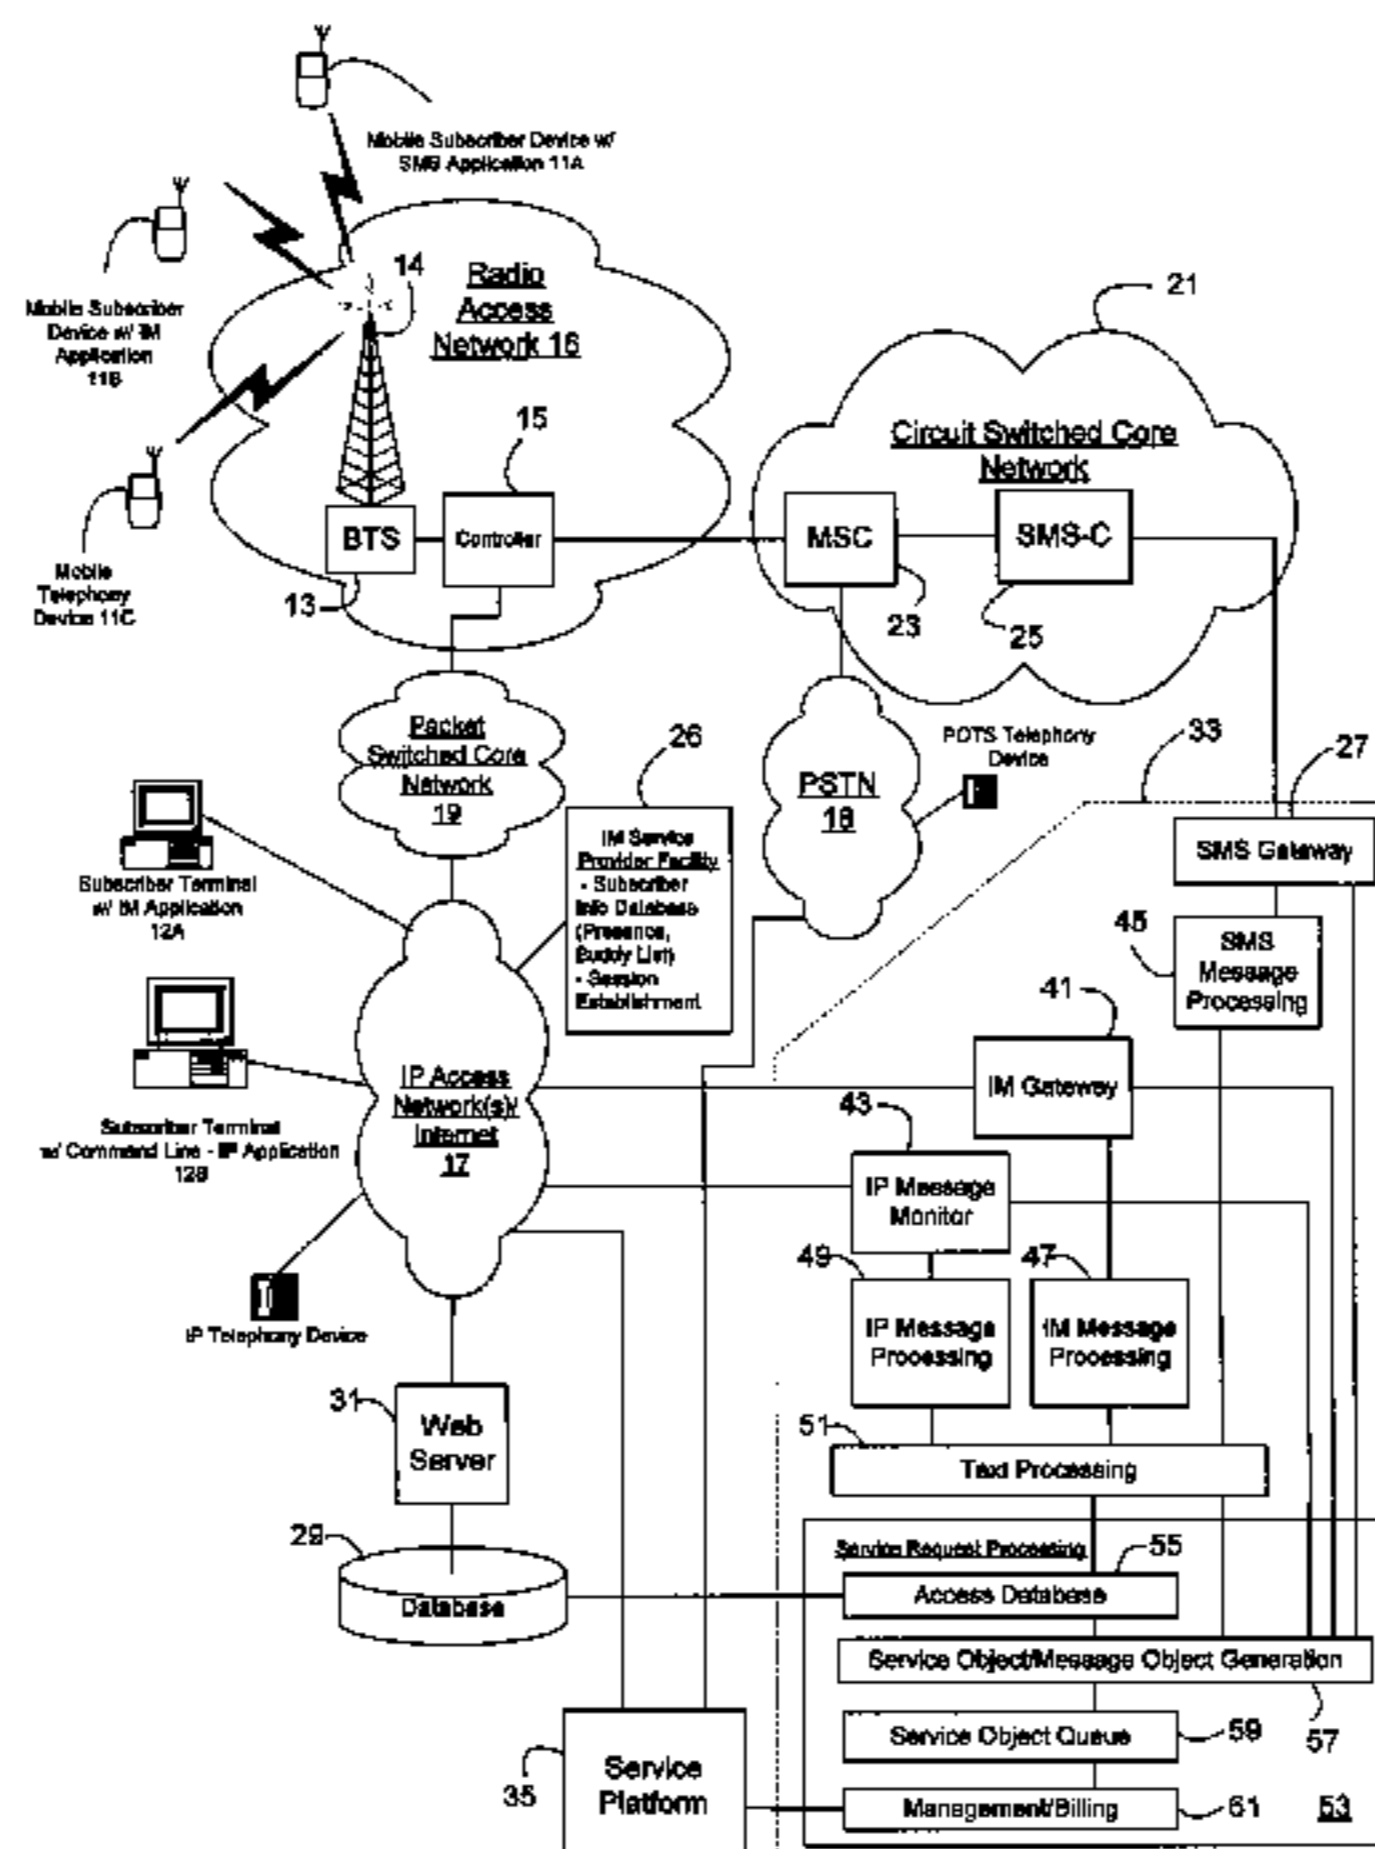 Mobile Subscriber Device w/
SMS Application 11A
Mobile Subscriber
Device w/ IM
Application
11B
14
Radio
Access
Network 16
21
15
Circuit Switched Core
Network
BTS
Controller
MSC
SMS-C
Mobile
Telephony
Device 11C
13
23
25
Packet
Switched Core
Network
19
26
PSTN
18
POTS Telephony
Device
33
27
SMS Gateway
Subscriber Terminal
w/ IM Application
12A
IM Service
Provider Facility
- Subscriber
Info Database
(Presence,
Buddy List)
- Session
Establishment
45
SMS
Message
Processing
41
IM Gateway
IP Access
Network(s)/
Internet
17
Subscriber Terminal
w/ Command Line - IP Application
12B
43
IP Message
Monitor
49
47
IP Message
Processing
IM Message
Processing
IP Telephony Device
31
Web
Server
51
Text Processing
29
Database
Service Request Processing
55
Access Database
Service Object/Message Object Generation
57
Service Object Queue
59
35
Service
Platform
Management/Billing
61
53